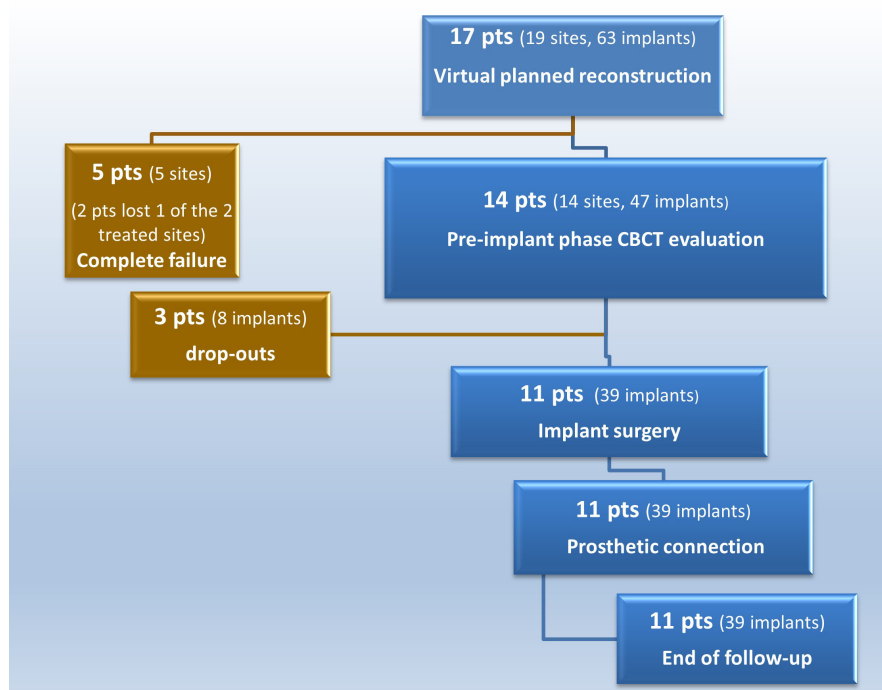 17 pts (19 sites, 63 implants)
Virtual planned reconstruction
5 pts (5 sites)
(2 pts lost 1 of the 2
treated sites)
Complete failure
14 pts (14 sites, 47 implants)
Pre-implant phase CBCT evaluation
3 pts (8 implants)
drop-outs
11 pts (39 implants)
Implant surgery
11 pts (39 implants)
Prosthetic connection
11 pts (39 implants)
End of follow-up